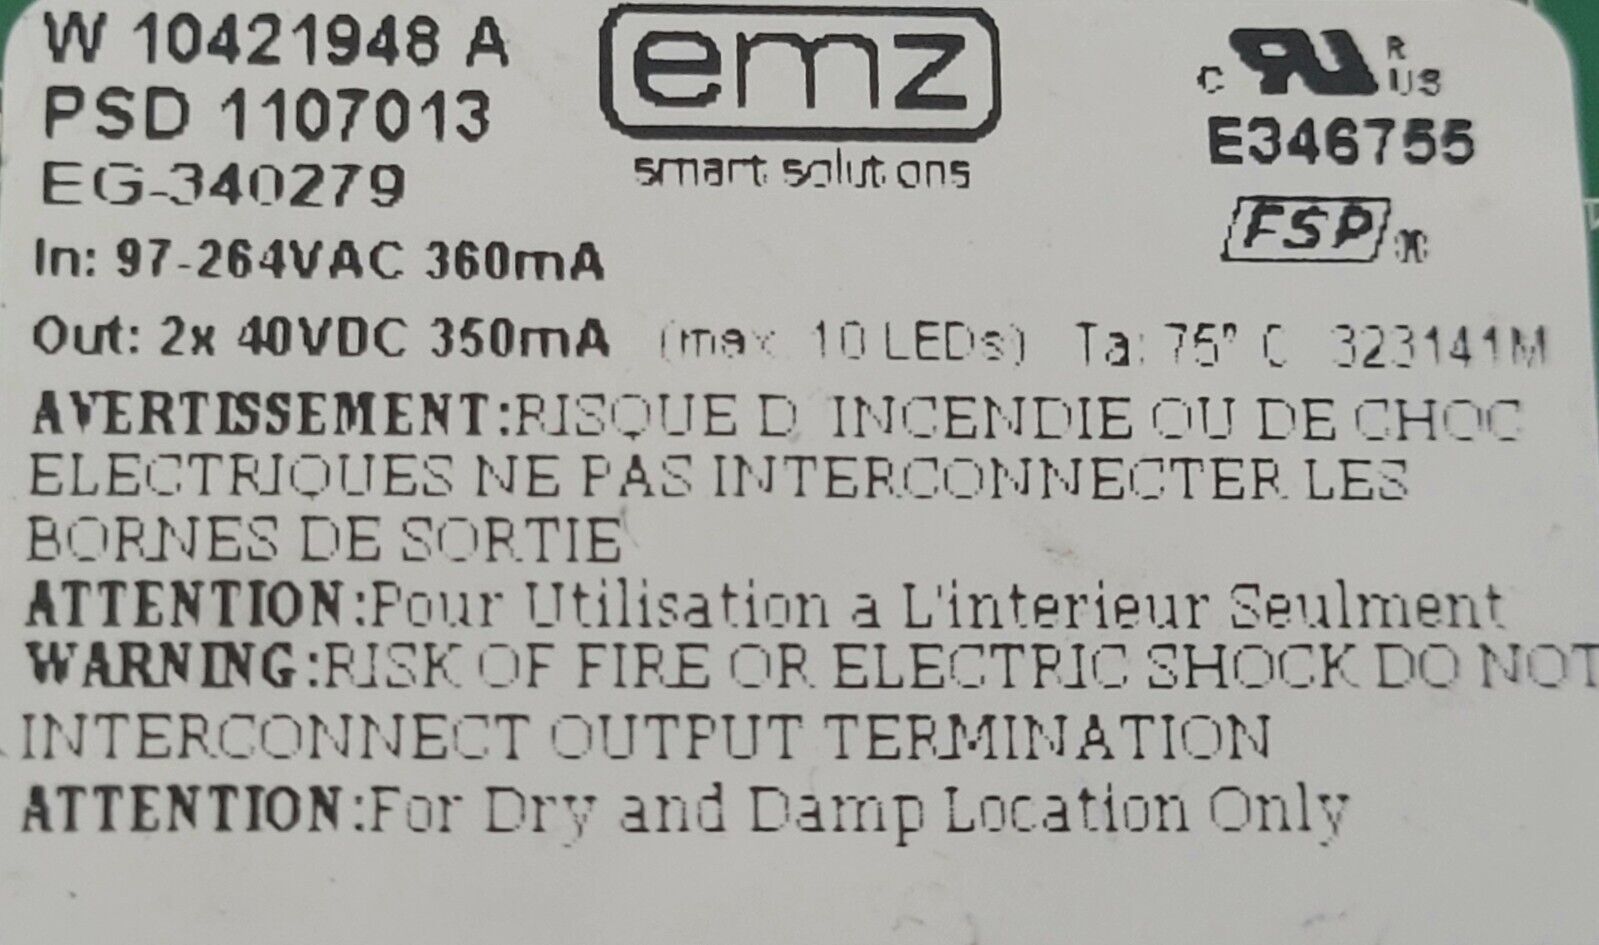 W 10421948 A
PSD 1107013
EG-340279
emz
smart solutions
c UR US R
E346755
FSP
In: 97-264VAC 360mA
Out: 2x 40VDC 350mA (max 10 LEDs) Ta: 75° C 323141M
AVERTISSEMENT:RISQUE D INCENDIE OU DE CHOC
ELECTRIQUES NE PAS INTERCONNECTER LES
BORNES DE SORTIE
ATTENTION:Pour Utilisation a L'interieur Seulment
WARNING:RISK OF FIRE OR ELECTRIC SHOCK DO NOT
INTERCONNECT OUTPUT TERMINATION
ATTENTION:For Dry and Damp Location Only